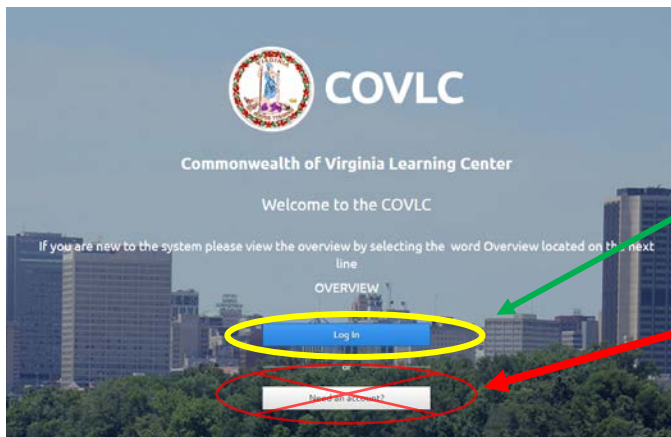 COVLC
Commonwealth of Virginia Learning Center
Welcome to the COVLC
If you are new to the system please view the overview by selecting the word Overview located on the next
line
OVERVIEW
Log In
or
Need an account?